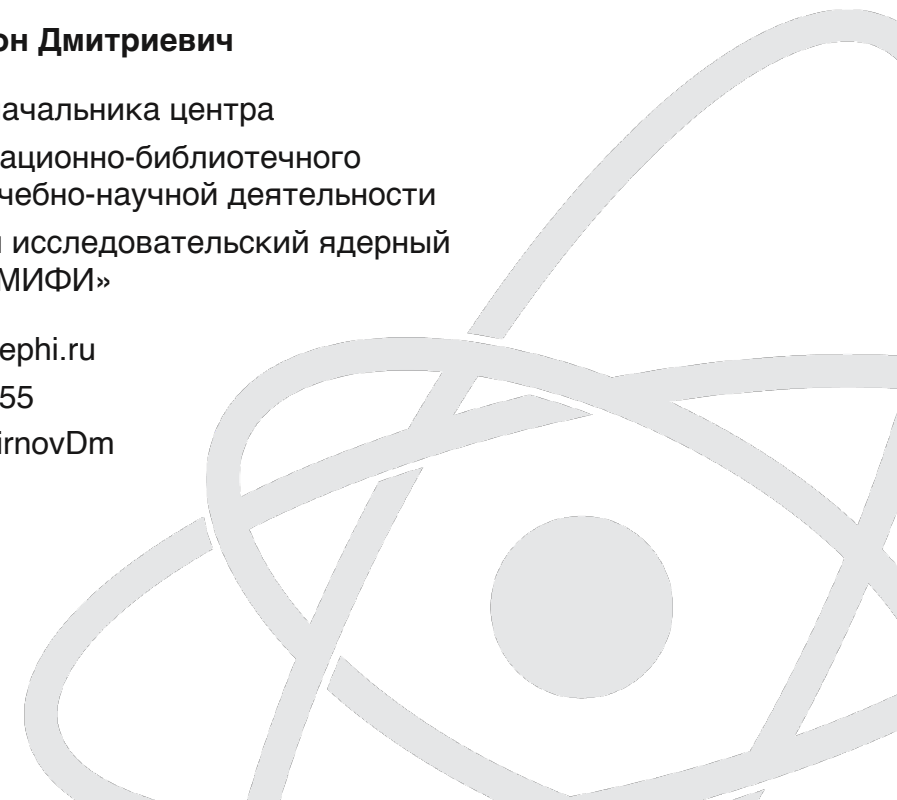 он Дмитриевич
ачальника центра
ационно-библиотечного
чебно-научной деятельности
исследовательский ядерный
МИФИ»
ephi.ru
55
irnovDm